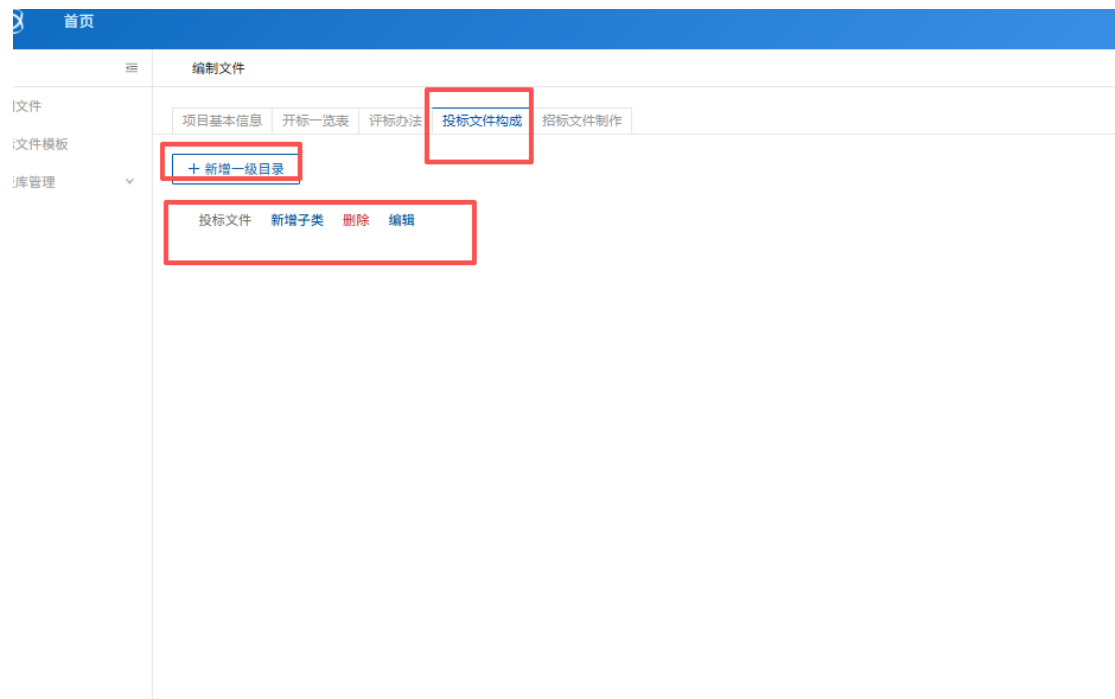 首页
编制文件
文件
项目基本信息 开标一览表 评标办法 投标文件构成 招标文件制作
文件模板
+ 新增一级目录
库管理
投标文件 新增子类 删除 编辑